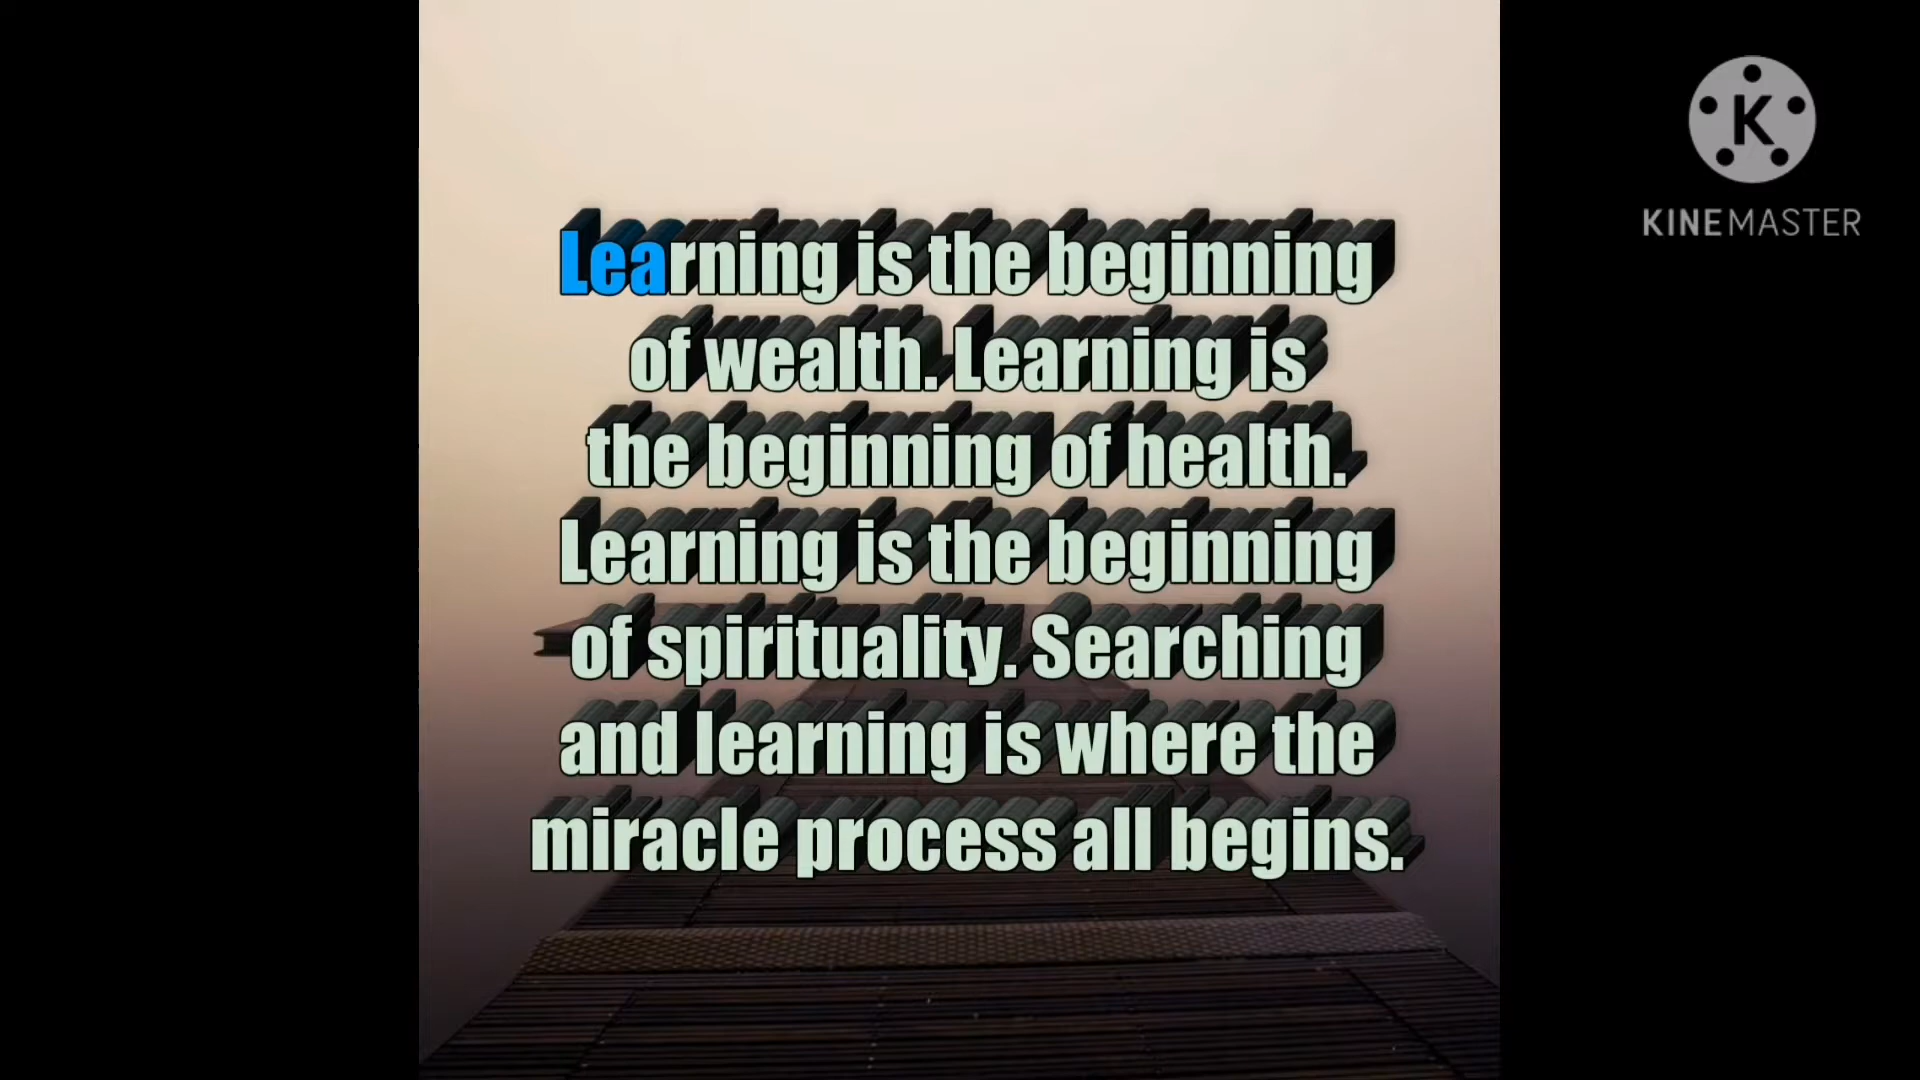 Learning is the beginning
of wealth. Learning is
the beginning of health.
Learning is the beginning
of spirituality. Searching
and learning is where the
miracle process all begins.
K
KINEMASTER